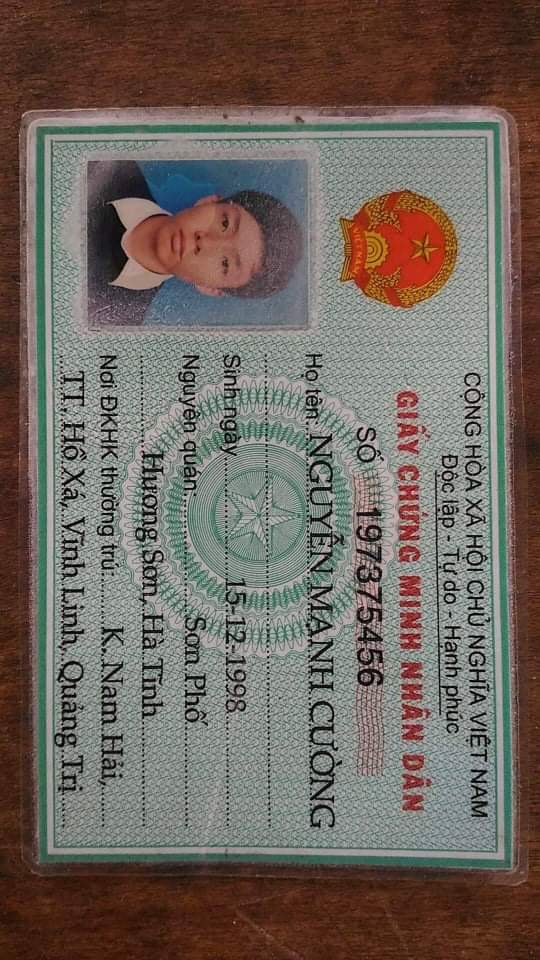 CỘNG HÒA XÃ HỘI CHỦ NGHĨA VIỆT NAM
Độc lập - Tự do - Hạnh phúc
GIẤY CHỨNG MINH NHÂN DÂN
SỐ 197375456
Họ tên: NGUYỄN MẠNH CƯỜNG
Sinh ngày 15-12-1998
Nguyên quán: Sơn Phố
Hương Sơn, Hà Tĩnh
Nơi ĐKHK thường trú: K. Nam Hải,
TT, Hồ Xá, Vĩnh Linh, Quảng Trị
VIỆT NAM